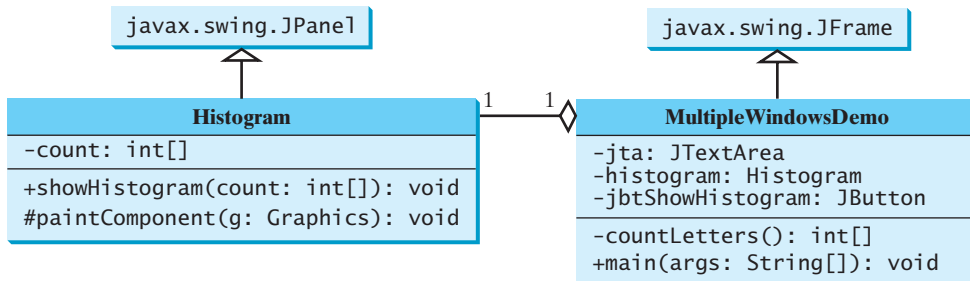 javax.swing.JPanel
javax.swing.JFrame
Histogram
-count: int[]
+showHistogram(count: int[]): void
#paintComponent(g: Graphics): void
1
1
MultipleWindowsDemo
-jta: JTextArea
-histogram: Histogram
-jbtShowHistogram: JButton
-countLetters(): int[]
+main(args: String[]): void